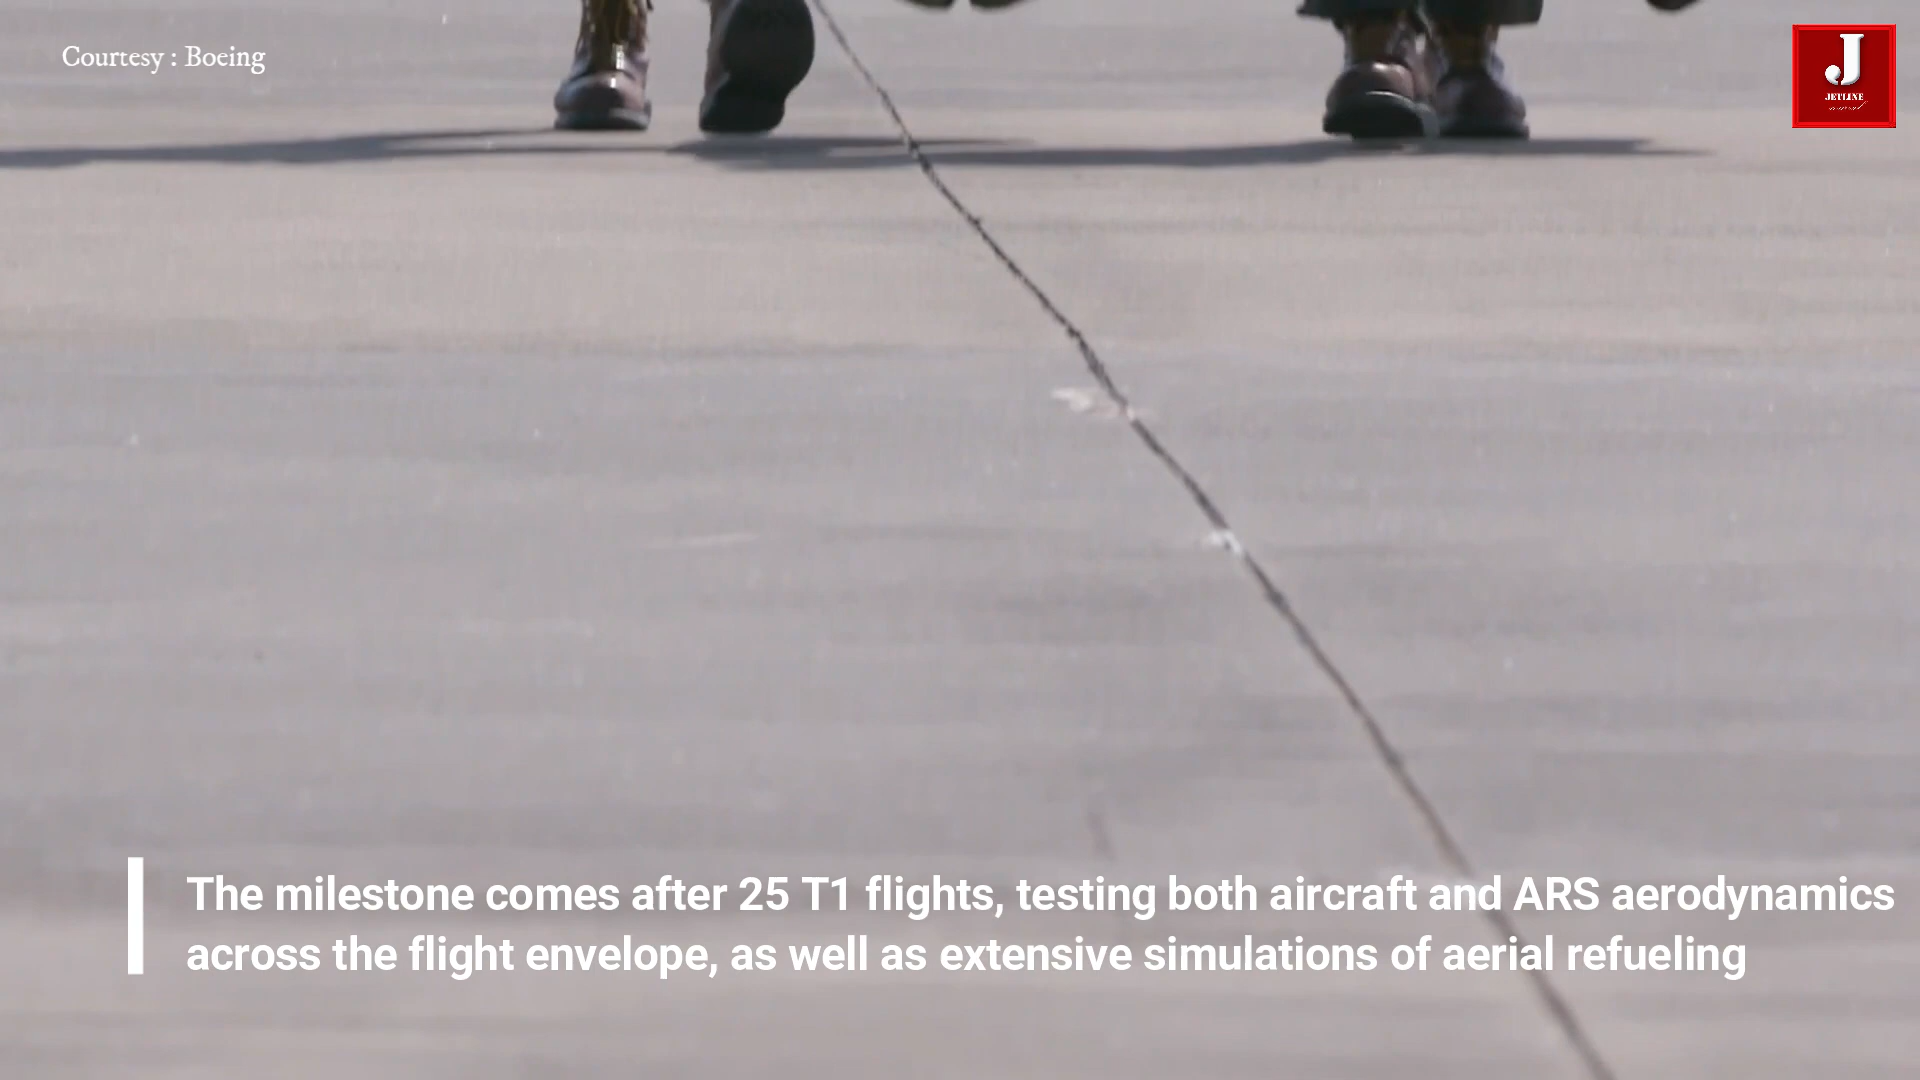 Courtesy : Boeing
J
JETLINE
The milestone comes after 25 T1 flights, testing both aircraft and ARS aerodynamics
across the flight envelope, as well as extensive simulations of aerial refueling